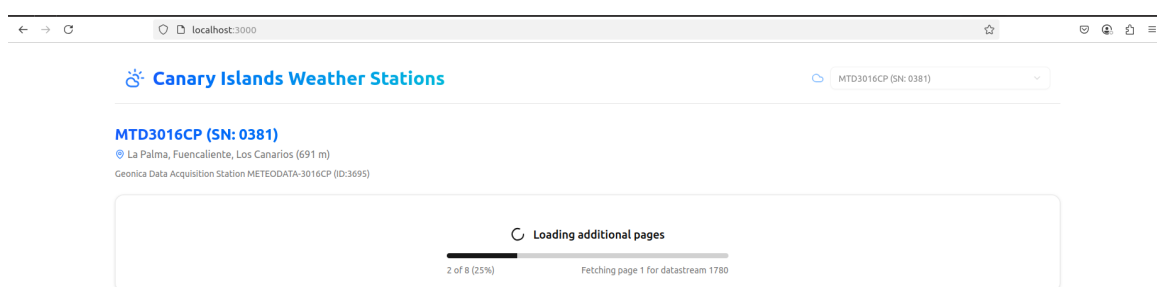 localhost:3000
Canary Islands Weather Stations
MTD3016CP (SN: 0381)
MTD3016CP (SN: 0381)
La Palma, Fuencaliente, Los Canarios (691 m)
Geonica Data Acquisition Station METEODATA-3016CP (ID:3695)
Loading additional pages
2 of 8 (25%) Fetching page 1 for datastream 1780